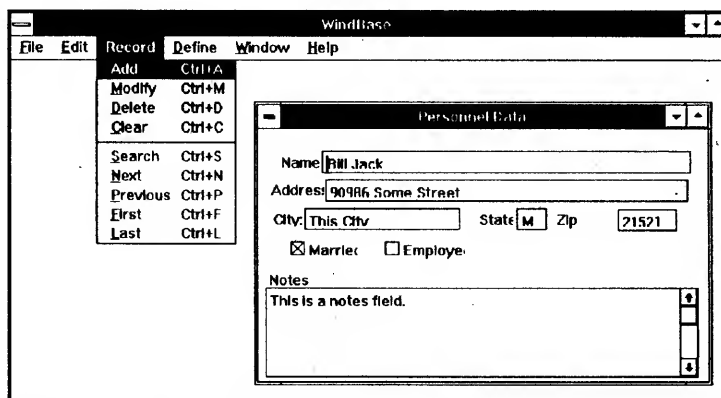 WindBase
File Edit Record Define Window Help
Add Ctrl+A
Modify Ctrl+M
Delete Ctrl+D
Clear Ctrl+C
Search Ctrl+S
Next Ctrl+N
Previous Ctrl+P
First Ctrl+F
Last Ctrl+L
Personnel Data
Name Bill Jack
Addres: 90986 Some Street
City: This City State M Zip 21521
Married Employe
Notes
This is a notes field.